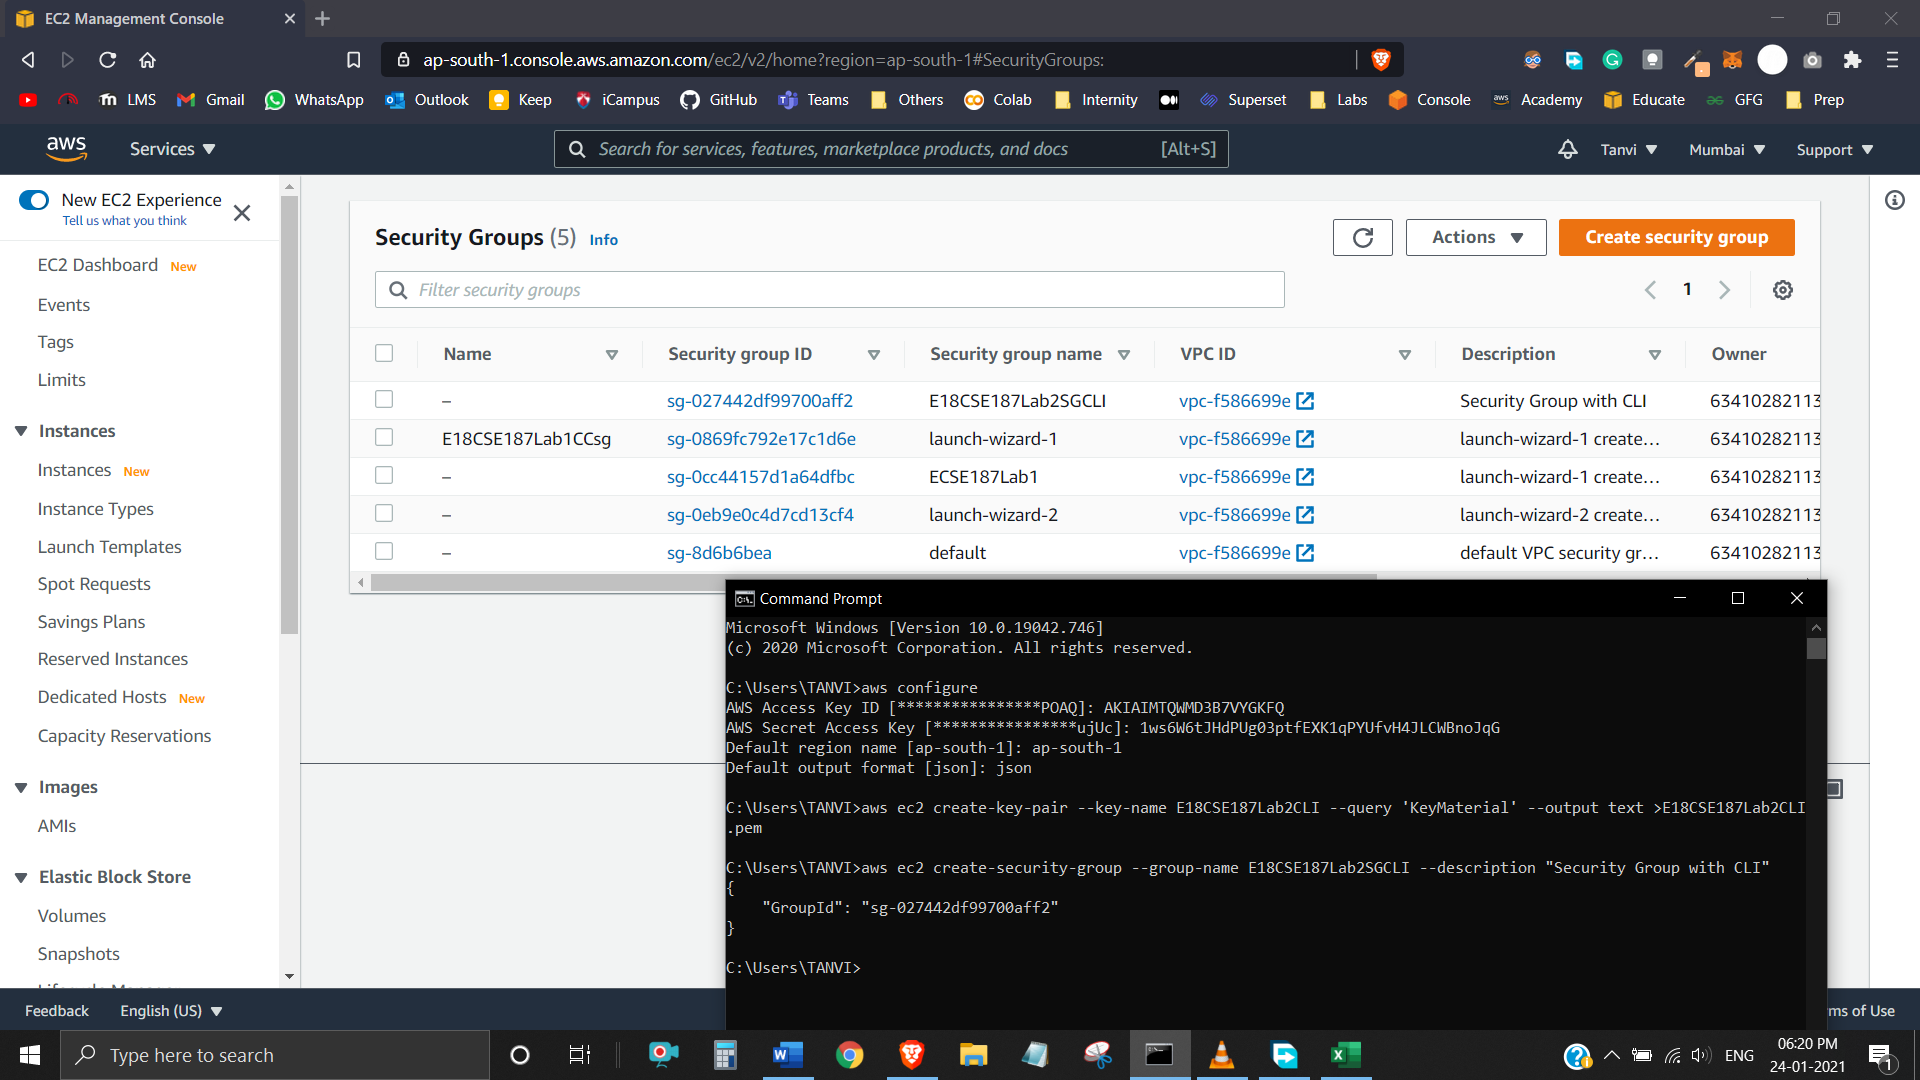 EC2 Management Console
ap-south-1.console.aws.amazon.com/ec2/v2/home?region=ap-south-1#SecurityGroups:
LMS Gmail WhatsApp Outlook Keep iCampus GitHub Teams Others Colab Internity Superset Labs Console Academy Educate GFG Prep
aws Services Search for services, features, marketplace products, and docs [Alt+S] Tanvi Mumbai Support
New EC2 Experience
Tell us what you think
EC2 Dashboard New
Events
Tags
Limits
Instances
Instances New
Instance Types
Launch Templates
Spot Requests
Savings Plans
Reserved Instances
Dedicated Hosts New
Capacity Reservations
Images
AMIs
Elastic Block Store
Volumes
Snapshots
Security Groups (5) Info
Actions
Create security group
Filter security groups
1
Name Security group ID Security group name VPC ID Description Owner
– sg-027442df99700aff2 E18CSE187Lab2SGCLI vpc-f586699e Security Group with CLI 63410282113
E18CSE187Lab1CCsg sg-0869fc792e17c1d6e launch-wizard-1 vpc-f586699e launch-wizard-1 create... 63410282113
– sg-0cc44157d1a64dfbc ECSE187Lab1 vpc-f586699e launch-wizard-1 create... 63410282113
– sg-0eb9e0c4d7cd13cf4 launch-wizard-2 vpc-f586699e launch-wizard-2 create... 63410282113
– sg-8d6b6bea default vpc-f586699e default VPC security gr... 63410282113
Command Prompt
Microsoft Windows [Version 10.0.19042.746]
(c) 2020 Microsoft Corporation. All rights reserved.
C:\Users\TANVI>aws configure
AWS Access Key ID [****************POAQ]: AKIAIMTQWMD3B7VYGKFQ
AWS Secret Access Key [****************ujUc]: 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
Default region name [ap-south-1]: ap-south-1
Default output format [json]: json
C:\Users\TANVI>aws ec2 create-key-pair --key-name E18CSE187Lab2CLI --query 'KeyMaterial' --output text >E18CSE187Lab2CLI
.pem
C:\Users\TANVI>aws ec2 create-security-group --group-name E18CSE187Lab2SGCLI --description "Security Group with CLI"
{
"GroupId": "sg-027442df99700aff2"
}
C:\Users\TANVI>
Feedback English (US)
ms of Use
Type here to search
ENG
06:20 PM
24-01-2021
1